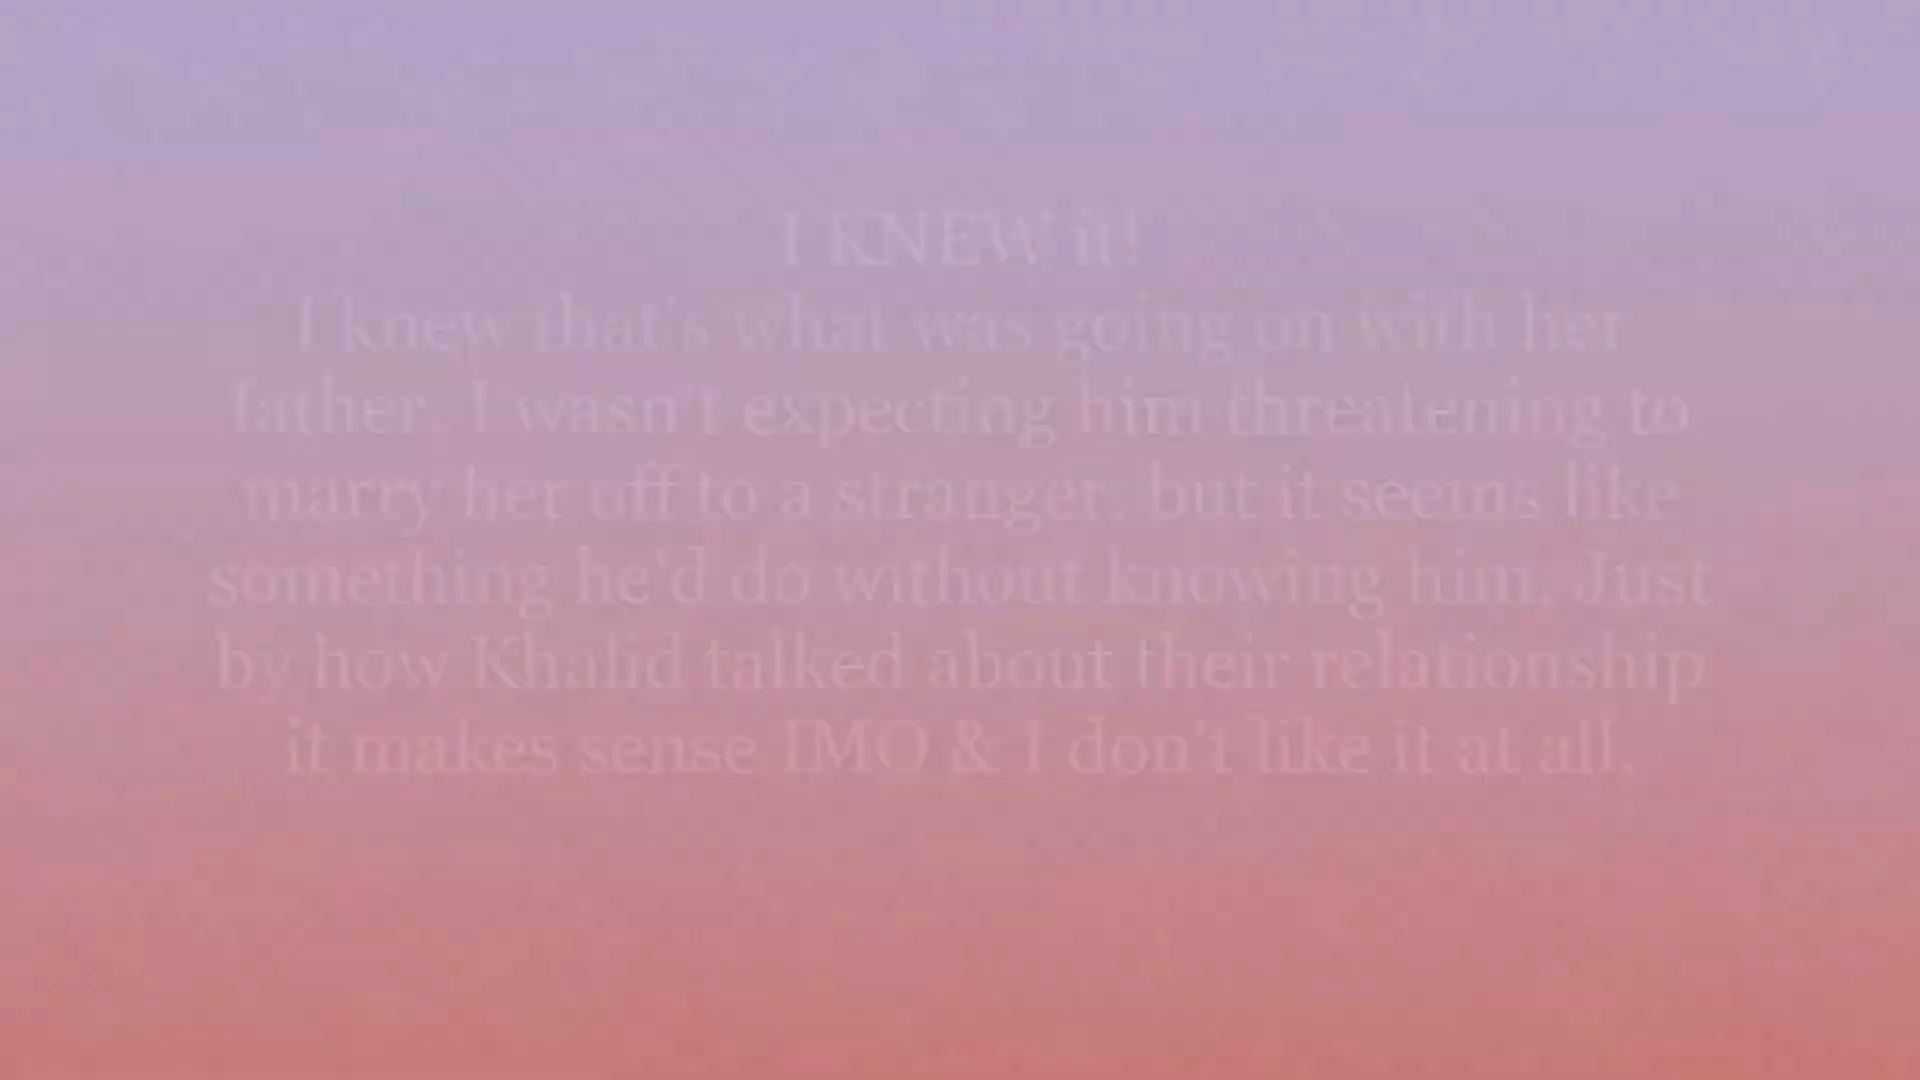 I KNEW it!
I knew that's what was going on with her
father. I wasn't expecting him threatening to
marry her off to a stranger, but it seems like
something he'd do without knowing him. Just
by how Khalid talked about their relationship
it makes sense IMO & I don't like it at all.